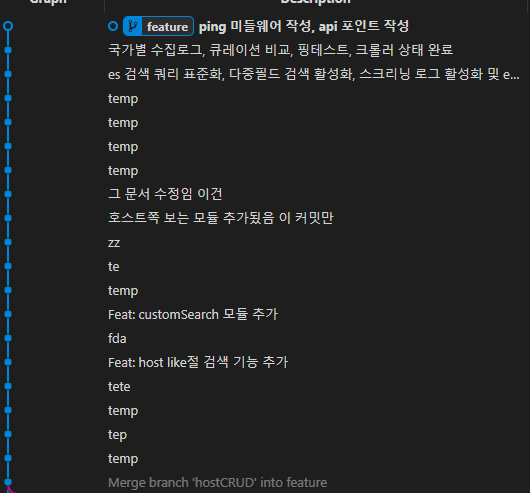 Graph Description
feature ping 미들웨어 작성, api 포인트 작성
국가별 수집로그, 큐레이션 비교, 핑테스트, 크롤러 상태 완료
es 검색 쿼리 표준화, 다중필드 검색 활성화, 스크리닝 로그 활성화 및 e...
temp
temp
temp
temp
그 문서 수정임 이건
호스트쪽 보는 모듈 추가됬음 이 커밋만
zz
te
temp
Feat: customSearch 모듈 추가
fda
Feat: host like절 검색 기능 추가
tete
temp
tep
temp
Merge branch 'hostCRUD' into feature